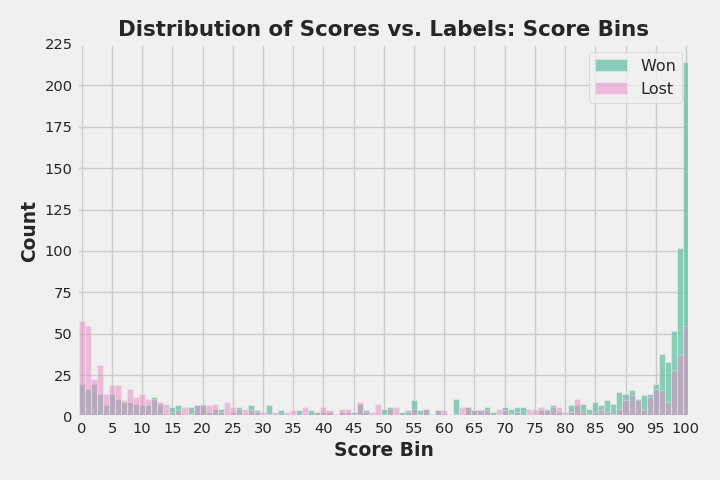 Distribution of Scores vs. Labels: Score Bins
225
200
175
150
125
100
75
50
25
0
Count
Won
Lost
0 5 10 15 20 25 30 35 40 45 50 55 60 65 70 75 80 85 90 95 100
Score Bin